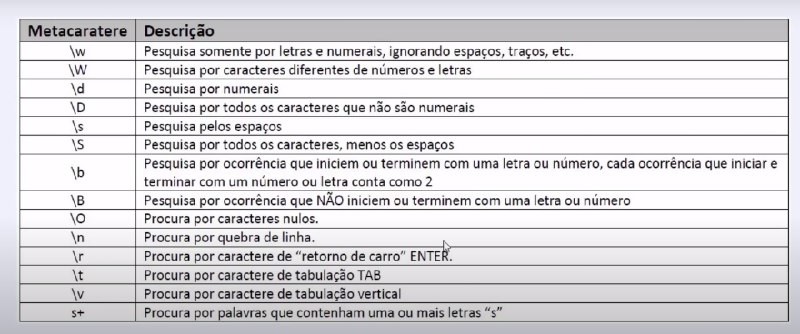 Metacaratere Descrição
\w Pesquisa somente por letras e numerais, ignorando espaços, traços, etc.
\W Pesquisa por caracteres diferentes de números e letras
\d Pesquisa por numerais
\D Pesquisa por todos os caracteres que não são numerais
\s Pesquisa pelos espaços
\S Pesquisa por todos os caracteres, menos os espaços
\b Pesquisa por ocorrência que iniciem ou terminem com uma letra ou número, cada ocorrência que iniciar e
terminar com um número ou letra conta como 2
\B Pesquisa por ocorrência que NÃO iniciem ou terminem com uma letra ou número
\O Procura por caracteres nulos.
\n Procura por quebra de linha.
\r Procura por caractere de “retorno de carro” ENTER.
\t Procura por caractere de tabulação TAB
\v Procura por caractere de tabulação vertical
s+ Procura por palavras que contenham uma ou mais letras “s”